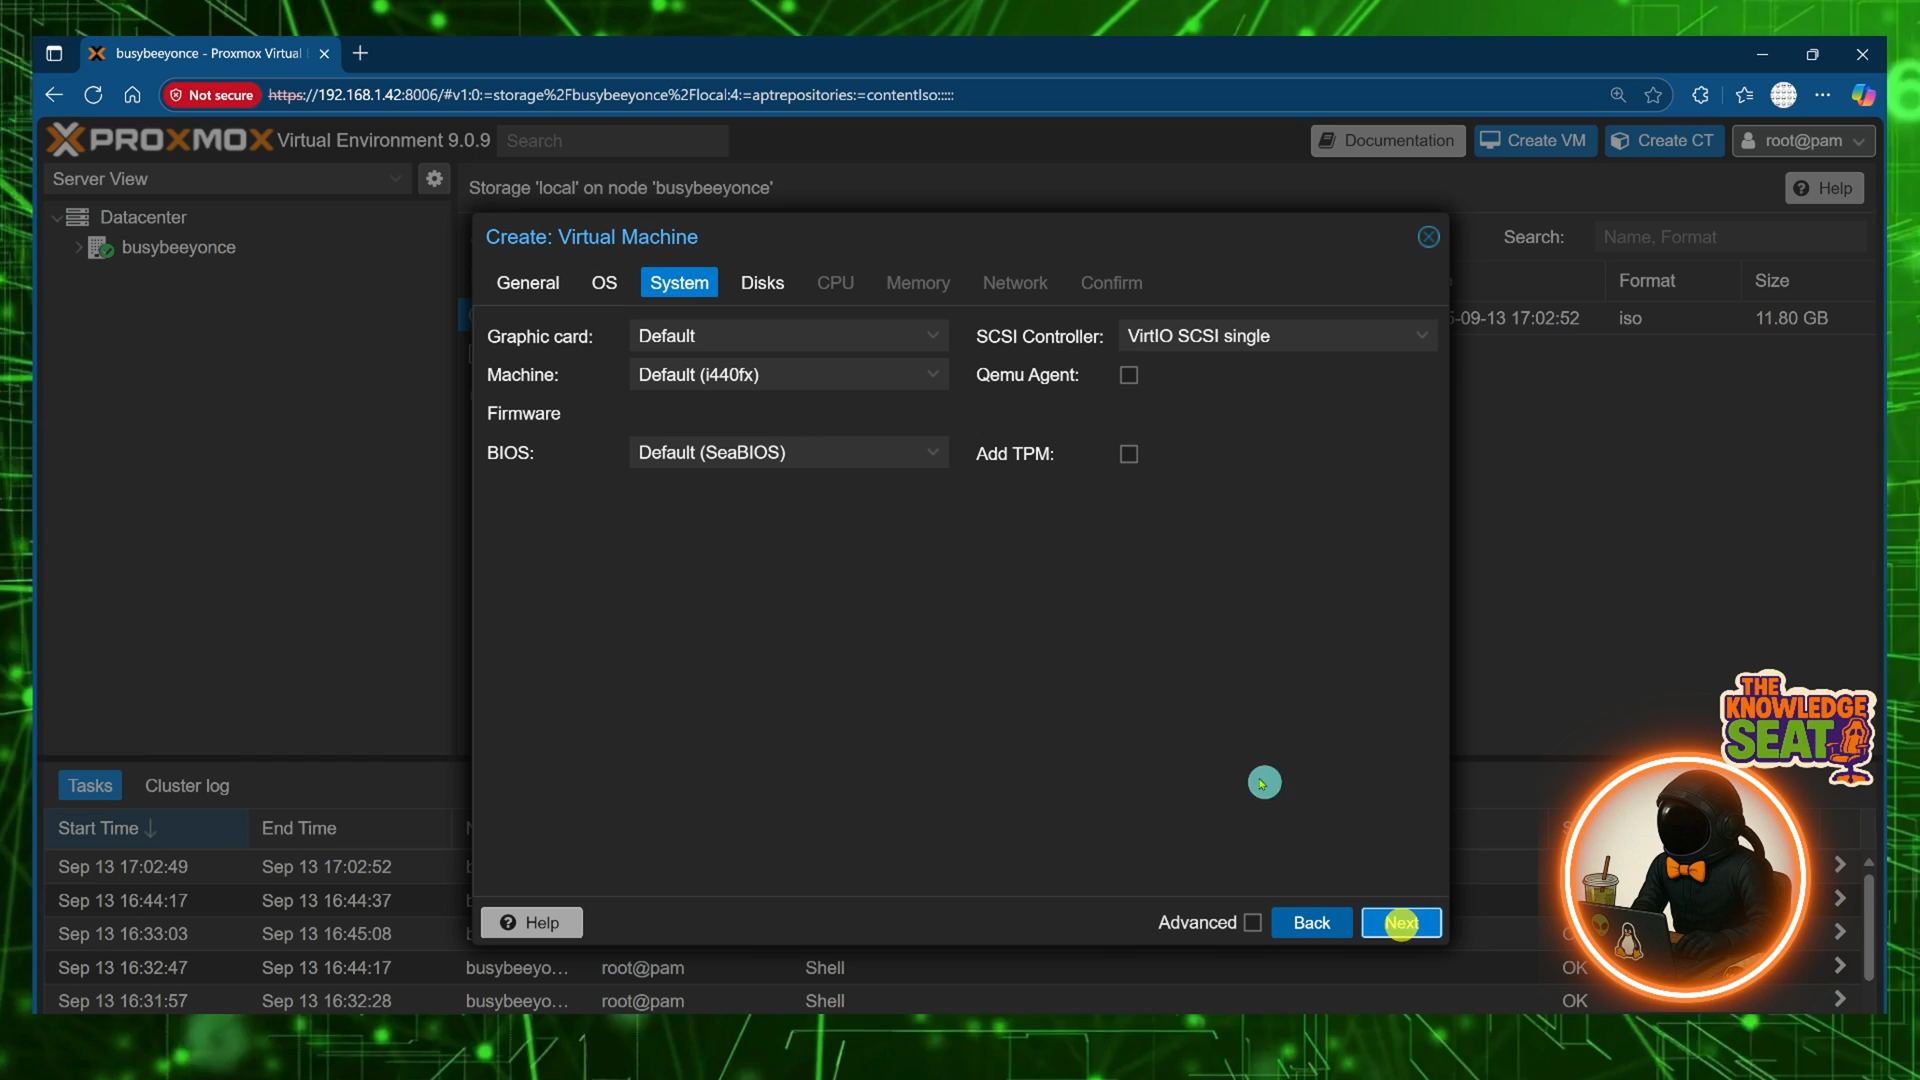 busybeeyonce - Proxmox Virtual
Not secure https://192.168.1.42:8006/#v1:0:=storage%2Fbusybeeyonce%2Flocal:4:=aptrepositories:=contentIso:::::
PROXMOX Virtual Environment 9.0.9 Search Documentation Create VM Create CT root@pam
Server View
Storage 'local' on node 'busybeeyonce' Help
Datacenter
busybeeyonce
Create: Virtual Machine
Search: Name, Format
General OS System Disks CPU Memory Network Confirm
Format Size
Graphic card: Default SCSI Controller: VirtIO SCSI single
-09-13 17:02:52 iso 11.80 GB
Machine: Default (i440fx) Qemu Agent:
Firmware
BIOS: Default (SeaBIOS) Add TPM:
THE
KNOWLEDGE
SEAT
Tasks Cluster log
Start Time End Time
Sep 13 17:02:49 Sep 13 17:02:52
Sep 13 16:44:17 Sep 13 16:44:37
Help Advanced Back Next
Sep 13 16:33:03 Sep 13 16:45:08
Sep 13 16:32:47 Sep 13 16:44:17 busybeeyo... root@pam Shell OK
Sep 13 16:31:57 Sep 13 16:32:28 busybeeyo... root@pam Shell OK